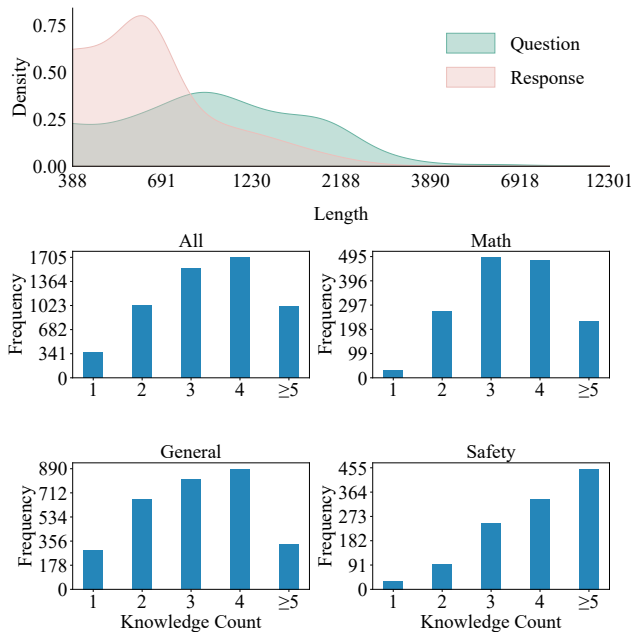 0.75
0.50
0.25
0.00
Density
Question
Response
388 691 1230 2188 3890 6918 12301
Length
All
1705
1364
1023
682
341
0
Frequency
1 2 3 4 ≥5
Math
495
396
297
198
99
0
Frequency
1 2 3 4 ≥5
General
890
712
534
356
178
0
Frequency
1 2 3 4 ≥5
Knowledge Count
Safety
455
364
273
182
91
0
Frequency
1 2 3 4 ≥5
Knowledge Count